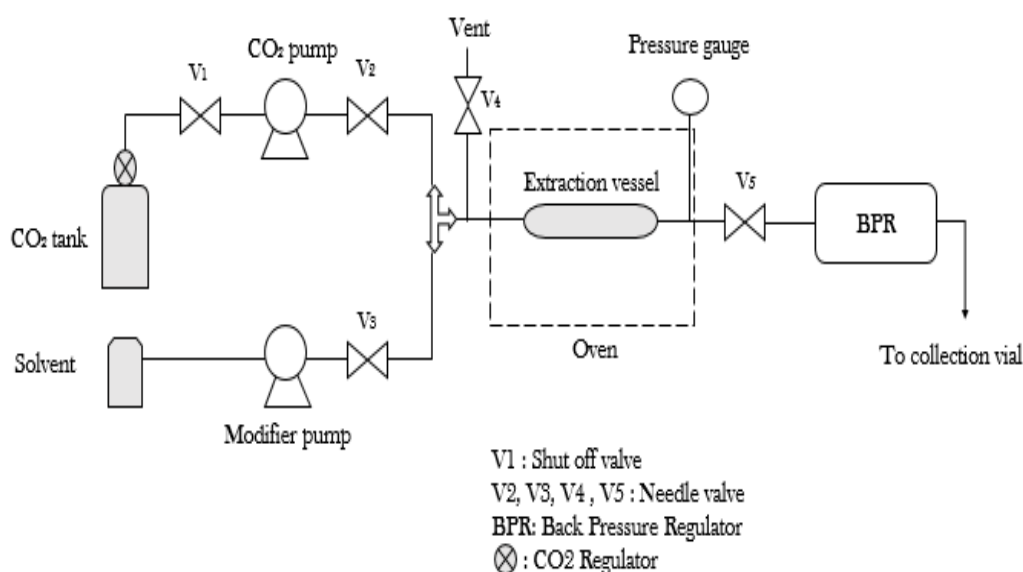 Vent
Pressure gauge
CO₂ pump
V1
V2
V4
Extraction vessel
V5
BPR
CO₂ tank
V3
Solvent
Oven
To collection vial
Modifier pump
V1 : Shut off valve
V2, V3, V4 , V5 : Needle valve
BPR: Back Pressure Regulator
: CO2 Regulator